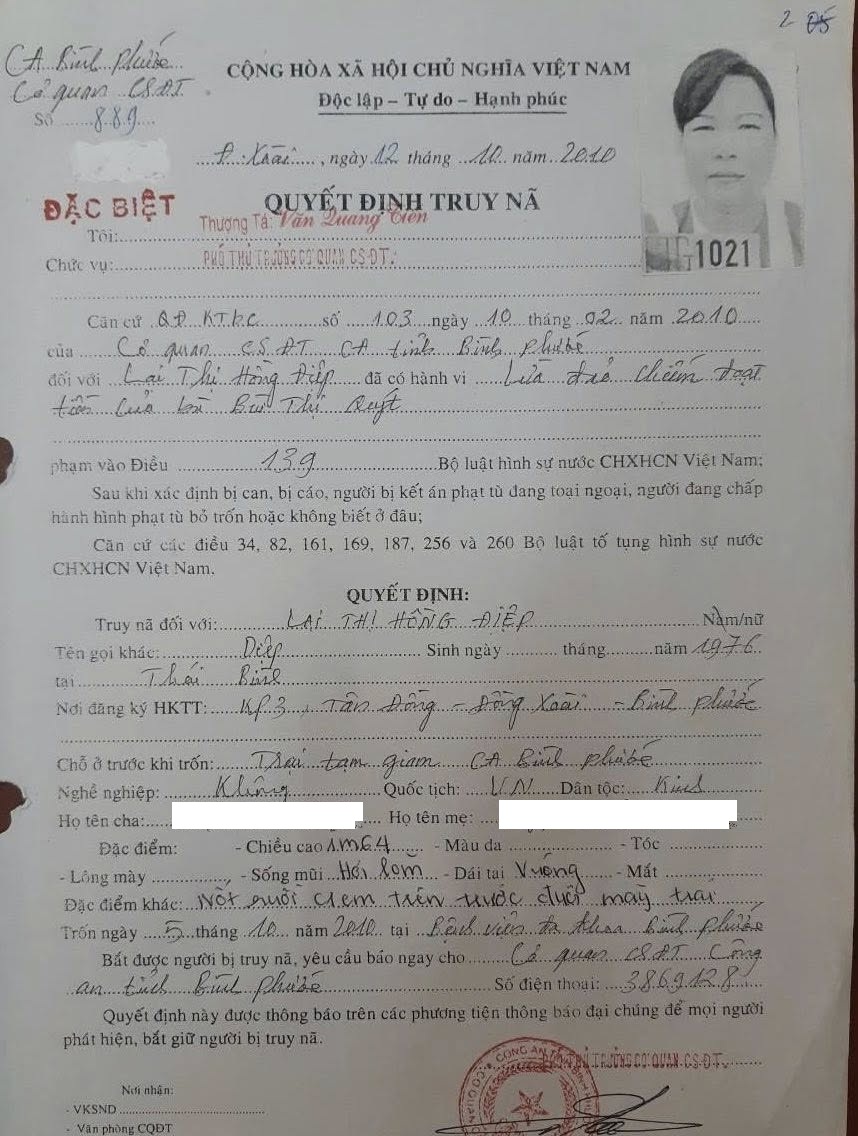 2 05
CA Bình Phước
Cơ quan CSĐT
Số ......889....
CỘNG HÒA XÃ HỘI CHỦ NGHĨA VIỆT NAM
Độc lập – Tự do – Hạnh phúc
Đ. Xoài....., ngày 12 tháng ..10. năm..2010
ĐẶC BIỆT
QUYẾT ĐỊNH TRUY NÃ
1021
Tôi:..... Thượng Tá: Văn Quang Tiến
Chức vụ:..... PHÓ THỦ TRƯỞNG CƠ QUAN CSĐT.
Căn cứ .QĐ KTbc. số ...103...ngày ..10. tháng ..02.. năm 2010....
của ....Cơ quan CSĐT CA tỉnh Bình Phước
đối với ...Lại Thị Hồng Điệp.... đã có hành vi ...Lừa đảo chiếm đoạt
tiền của bà Bùi Thị Quýt
phạm vào Điều ............139................Bộ luật hình sự nước CHXHCN Việt Nam;
Sau khi xác định bị can, bị cáo, người bị kết án phạt tù đang toại ngoại, người đang chấp
hành hình phạt tù bỏ trốn hoặc không biết ở đâu;
Căn cứ các điều 34, 82, 161, 169, 187, 256 và 260 Bộ luật tố tụng hình sự nước
CHXHCN Việt Nam.
QUYẾT ĐỊNH:
Truy nã đối với:..........LẠI THỊ HỒNG ĐIỆP............Nam/nữ
Tên gọi khác:.............Diệp.................. Sinh ngày .......... tháng..........năm 1976.
tại..........Thái Bình
Nơi đăng ký HKTT: ...KP3, Tân Đồng – Đồng Xoài – Bình Phước
Chỗ ở trước khi trốn:.....Trại tạm giam CA Bình Phước
Nghề nghiệp: ........Không............Quốc tịch:...VN....Dân tộc:...Kinh
Họ tên cha:.... Họ tên mẹ: ....
Đặc điểm: - Chiều cao 1M64...... - Màu da ............... - Tóc ...............
- Lông mày ............., - Sống mũi .Hơi lõm.. - Dái tai Vuông....... - Mắt ...............
Đặc điểm khác: Nốt ruồi C1cm trên trước đuôi mày trái
Trốn ngày ...5..tháng .10.. năm 2010 tại ..Bệnh viện đa khoa Bình Phước
Bắt được người bị truy nã, yêu cầu báo ngay cho .....Cơ quan CSĐT Công
an tỉnh Bình Phước................ Số điện thoại: ..3869128....
Quyết định này được thông báo trên các phương tiện thông báo đại chúng để mọi người
phát hiện, bắt giữ người bị truy nã.
PHÓ THỦ TRƯỞNG CƠ QUAN CSĐT.
Nơi nhận:
- VKSND ..............................
- Văn phòng CQĐT